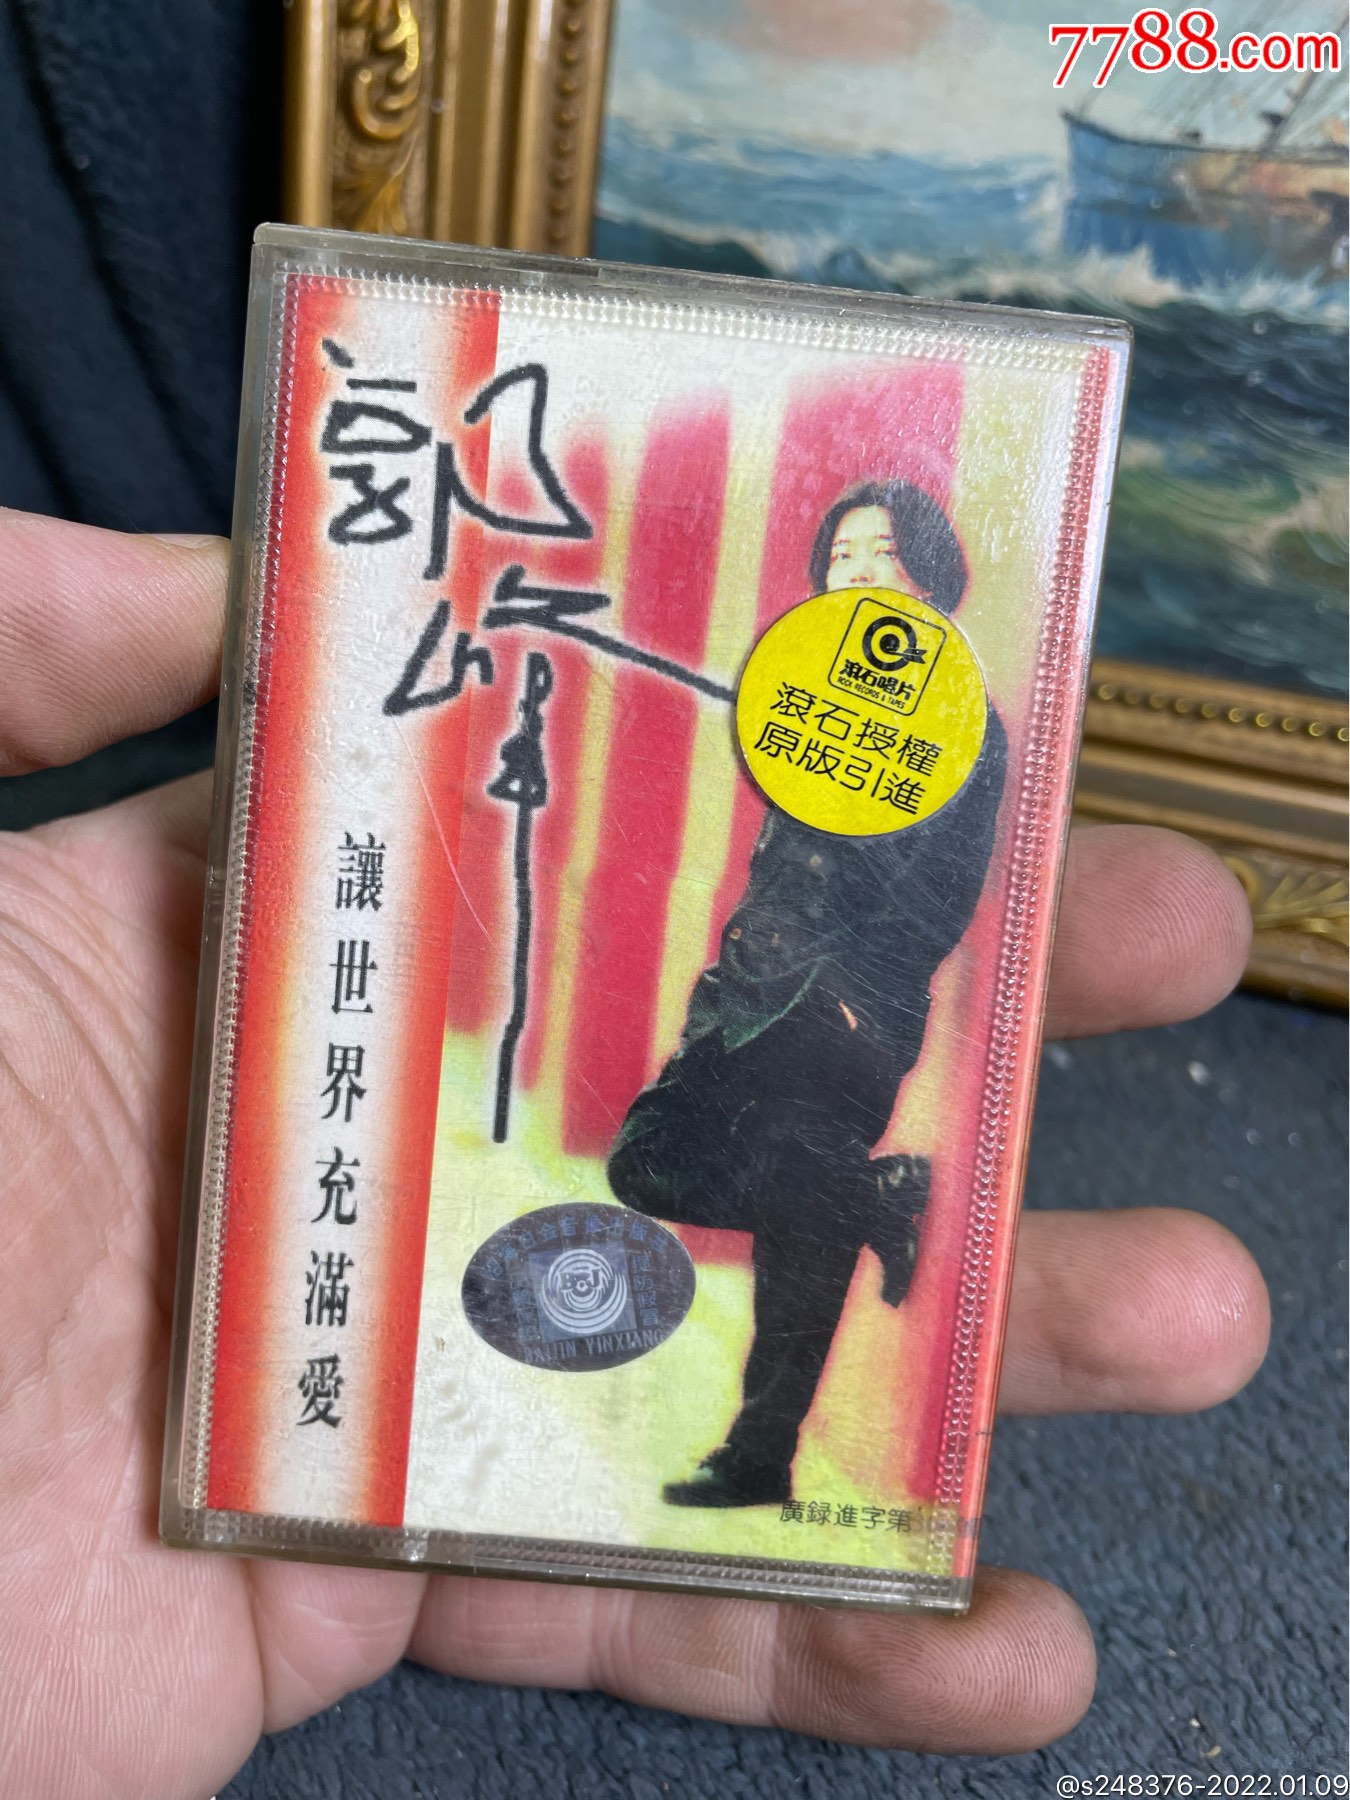 7788.com
郭峰
讓世界充滿愛
滾石唱片
ROCK RECORDS & TAPES
滾石授權
原版引進
廣録進字第
@s248376-2022.01.09